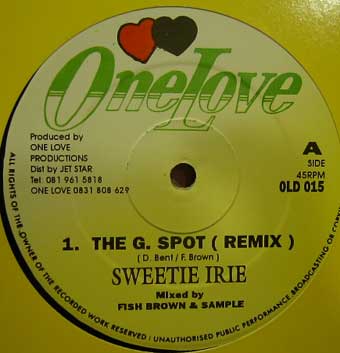 OneLove
Produced by
ONE LOVE
PRODUCTIONS
Dist by JET STAR
Tel: 081 961 5818
ONE LOVE 0831 808 629
A
SIDE
45RPM
OLD 015
1. THE G. SPOT ( REMIX )
( D. Bent / F. Brown )
SWEETIE IRIE
Mixed by
FISH BROWN & SAMPLE
ALL RIGHTS OF THE OWNER OF THE RECORDED WORK RESERVED / UNAUTHORISED PUBLIC PERFORMANCE BROADCASTING OR